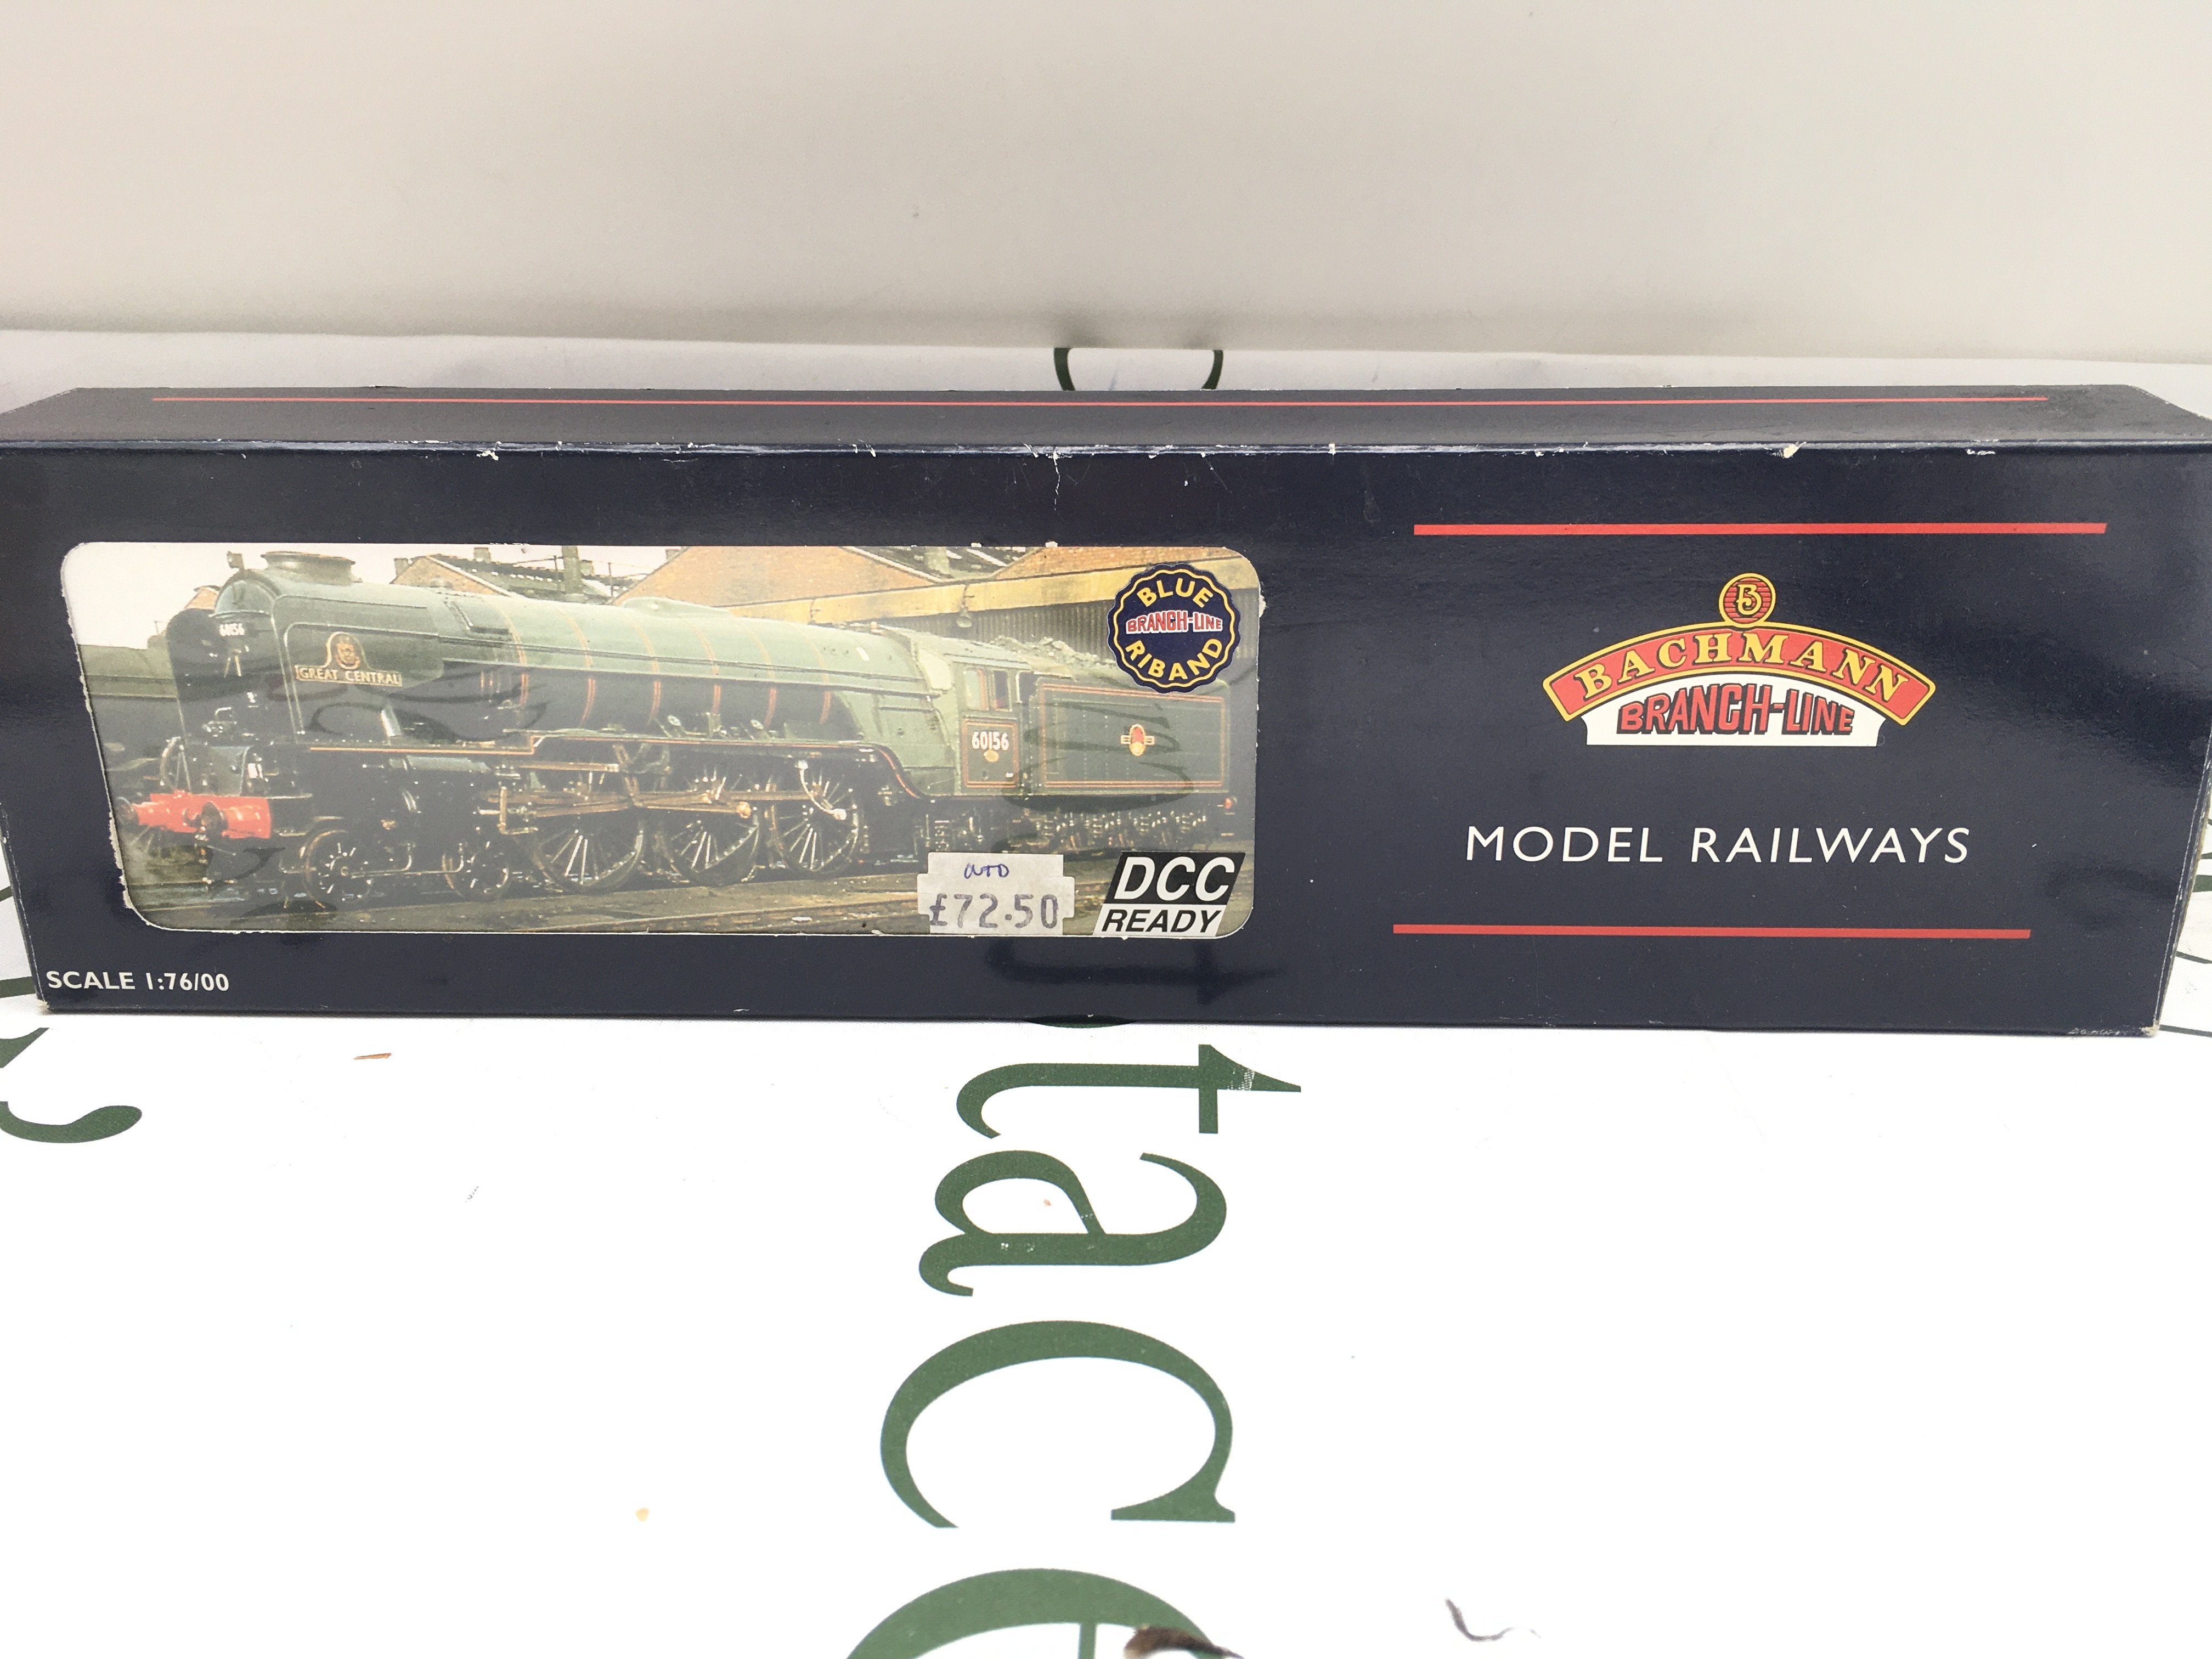 60156
GREAT CENTRAL
60156
BLUE
BRANCH-LINE
RIBAND
£72.50
DCC
READY
SCALE 1:76/00
B
BACHMANN
BRANCH-LINE
MODEL RAILWAYS
tac